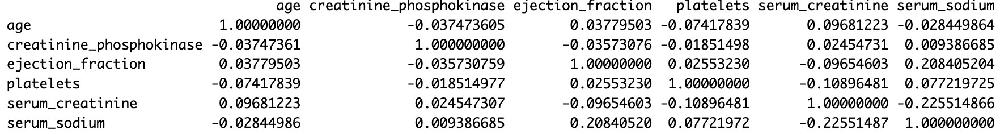 age creatinine_phosphokinase ejection_fraction platelets serum_creatinine serum_sodium
age 1.00000000 -0.037473605 0.03779503 -0.07417839 0.09681223 -0.028449864
creatinine_phosphokinase -0.03747361 1.000000000 -0.03573076 -0.01851498 0.02454731 0.009386685
ejection_fraction 0.03779503 -0.035730759 1.00000000 0.02553230 -0.09654603 0.208405204
platelets -0.07417839 -0.018514977 0.02553230 1.00000000 -0.10896481 0.077219725
serum_creatinine 0.09681223 0.024547307 -0.09654603 -0.10896481 1.00000000 -0.225514866
serum_sodium -0.02844986 0.009386685 0.20840520 0.07721972 -0.22551487 1.000000000